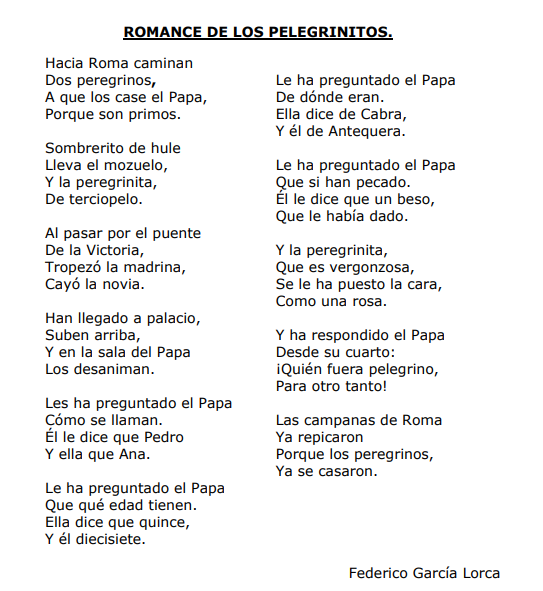 ROMANCE DE LOS PELEGRINITOS.
Hacia Roma caminan
Dos peregrinos,
A que los case el Papa,
Porque son primos.
Sombrerito de hule
Lleva el mozuelo,
Y la peregrinita,
De terciopelo.
Al pasar por el puente
De la Victoria,
Tropezó la madrina,
Cayó la novia.
Han llegado a palacio,
Suben arriba,
Y en la sala del Papa
Los desaniman.
Les ha preguntado el Papa
Cómo se llaman.
Él le dice que Pedro
Y ella que Ana.
Le ha preguntado el Papa
Que qué edad tienen.
Ella dice que quince,
Y él diecisiete.
Le ha preguntado el Papa
De dónde eran.
Ella dice de Cabra,
Y él de Antequera.
Le ha preguntado el Papa
Que si han pecado.
Él le dice que un beso,
Que le había dado.
Y la peregrinita,
Que es vergonzosa,
Se le ha puesto la cara,
Como una rosa.
Y ha respondido el Papa
Desde su cuarto:
¡Quién fuera pelegrino,
Para otro tanto!
Las campanas de Roma
Ya repicaron
Porque los peregrinos,
Ya se casaron.
Federico García Lorca